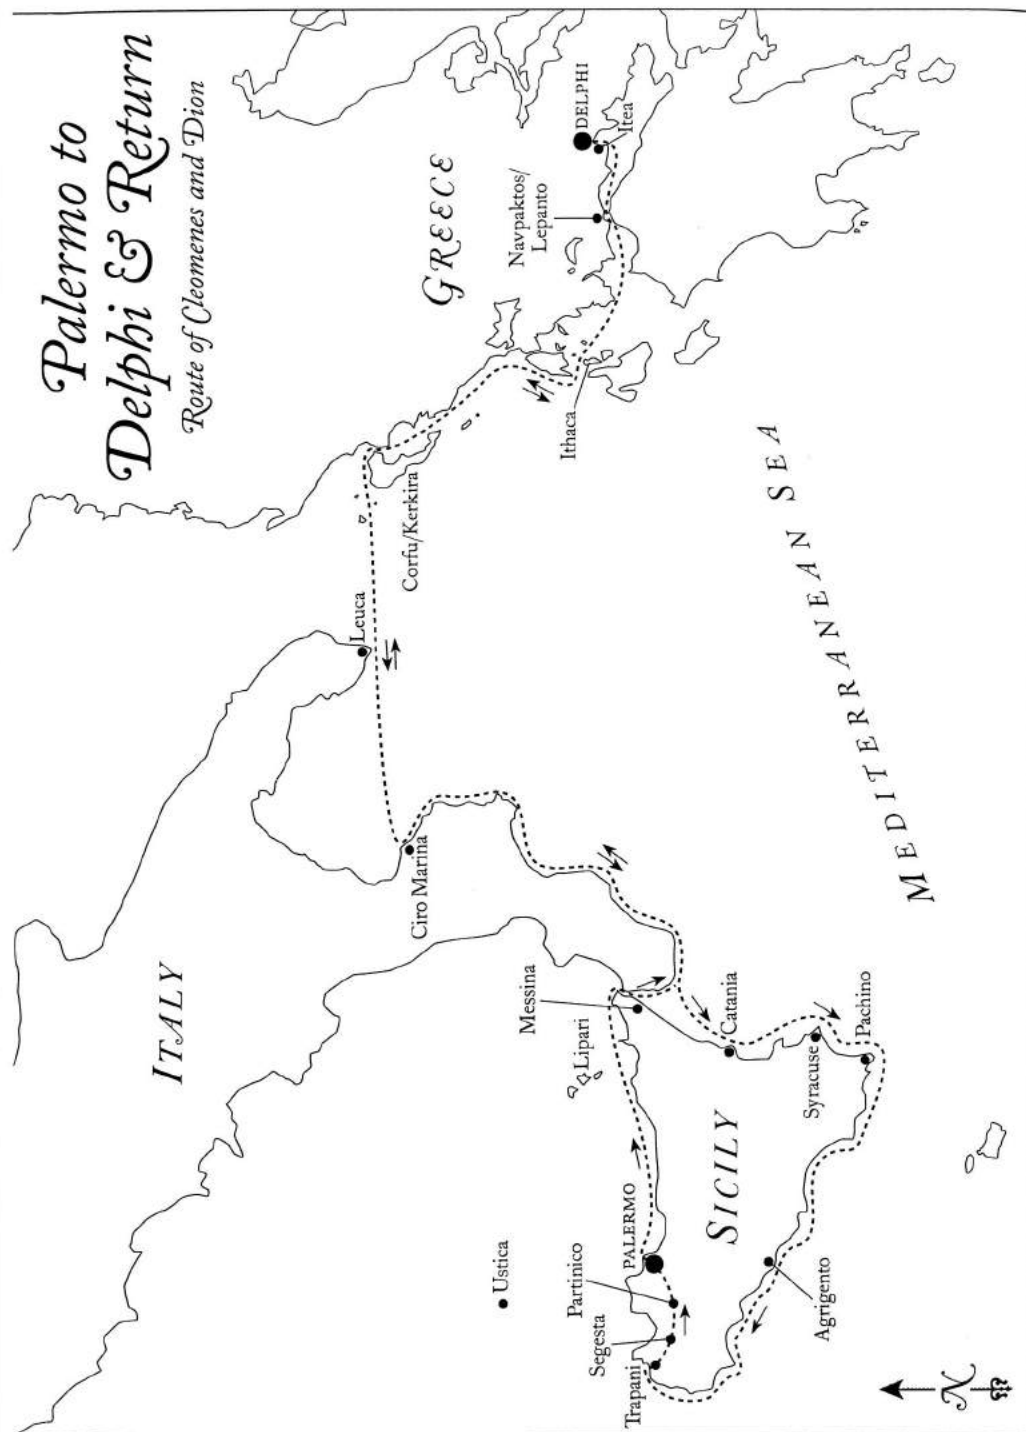 Palermo to
Delphi & Return
Route of Cleomenes and Dion
ITALY
GREECE
Leuca
Corfu/Kerkira
Ciro Marina
Navpaktos/
Lepanto
DELPHI
Itea
Ithaca
Ustica
Lipari
Messina
PALERMO
Partinico
Segesta
Trapani
SICILY
Catania
Syracuse
Pachino
Agrigento
MEDITERRANEAN SEA
N